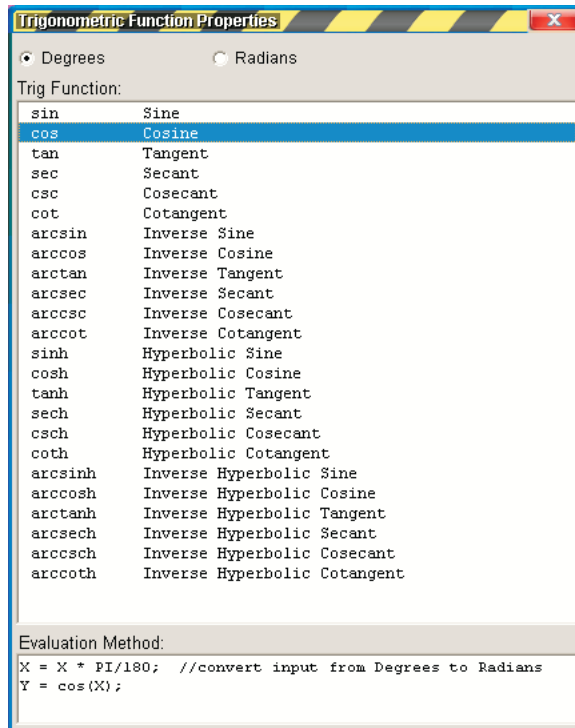 Trigonometric Function Properties X
Degrees Radians
Trig Function:
sin Sine
cos Cosine
tan Tangent
sec Secant
csc Cosecant
cot Cotangent
arcsin Inverse Sine
arccos Inverse Cosine
arctan Inverse Tangent
arcsec Inverse Secant
arccsc Inverse Cosecant
arccot Inverse Cotangent
sinh Hyperbolic Sine
cosh Hyperbolic Cosine
tanh Hyperbolic Tangent
sech Hyperbolic Secant
csch Hyperbolic Cosecant
coth Hyperbolic Cotangent
arcsinh Inverse Hyperbolic Sine
arccosh Inverse Hyperbolic Cosine
arctanh Inverse Hyperbolic Tangent
arcsech Inverse Hyperbolic Secant
arccsch Inverse Hyperbolic Cosecant
arccoth Inverse Hyperbolic Cotangent
Evaluation Method:
X = X * PI/180; //convert input from Degrees to Radians
Y = cos(X);